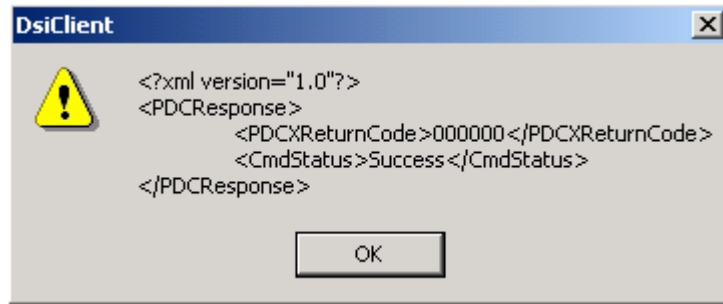 DsiClient
<?xml version="1.0"?>
<PDCResponse>
<PDCXReturnCode>000000</PDCXReturnCode>
<CmdStatus>Success</CmdStatus>
</PDCResponse>
OK